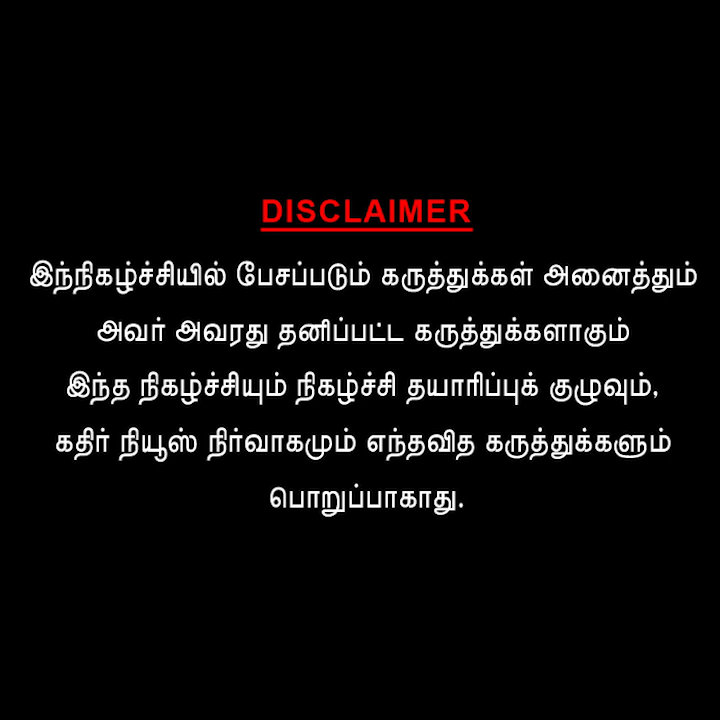 DISCLAIMER
இந்நிகழ்ச்சியில் பேசப்படும் கருத்துக்கள் அனைத்தும்
அவர் அவரது தனிப்பட்ட கருத்துக்களாகும்
இந்த நிகழ்ச்சியும் நிகழ்ச்சி தயாரிப்புக் குழுவும்,
கதிர் நியூஸ் நிர்வாகமும் எந்தவித கருத்துக்களும்
பொறுப்பாகாது.